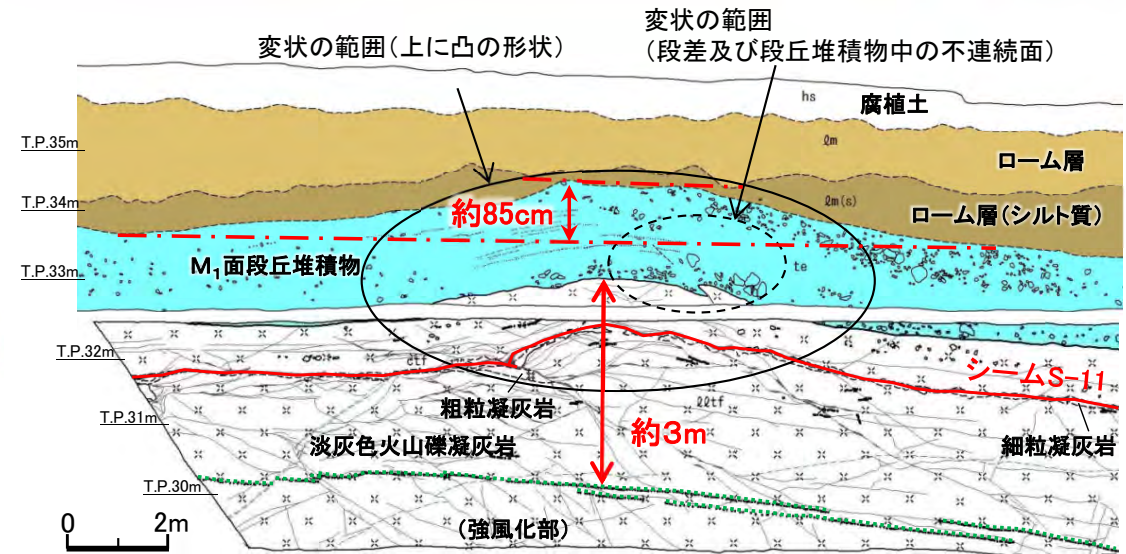 変状の範囲
(段差及び段丘堆積物中の不連続面)
変状の範囲(上に凸の形状)
hs
腐植土
T.P.35m
ℓm
ローム層
T.P.34m
約85cm
ℓm(s)
ローム層(シルト質)
M₁面段丘堆積物
te
T.P.33m
T.P.32m
ctf
シームS-11
粗粒凝灰岩
ℓℓtf
T.P.31m
淡灰色火山礫凝灰岩
約3m
細粒凝灰岩
T.P.30m
0 2m
(強風化部)